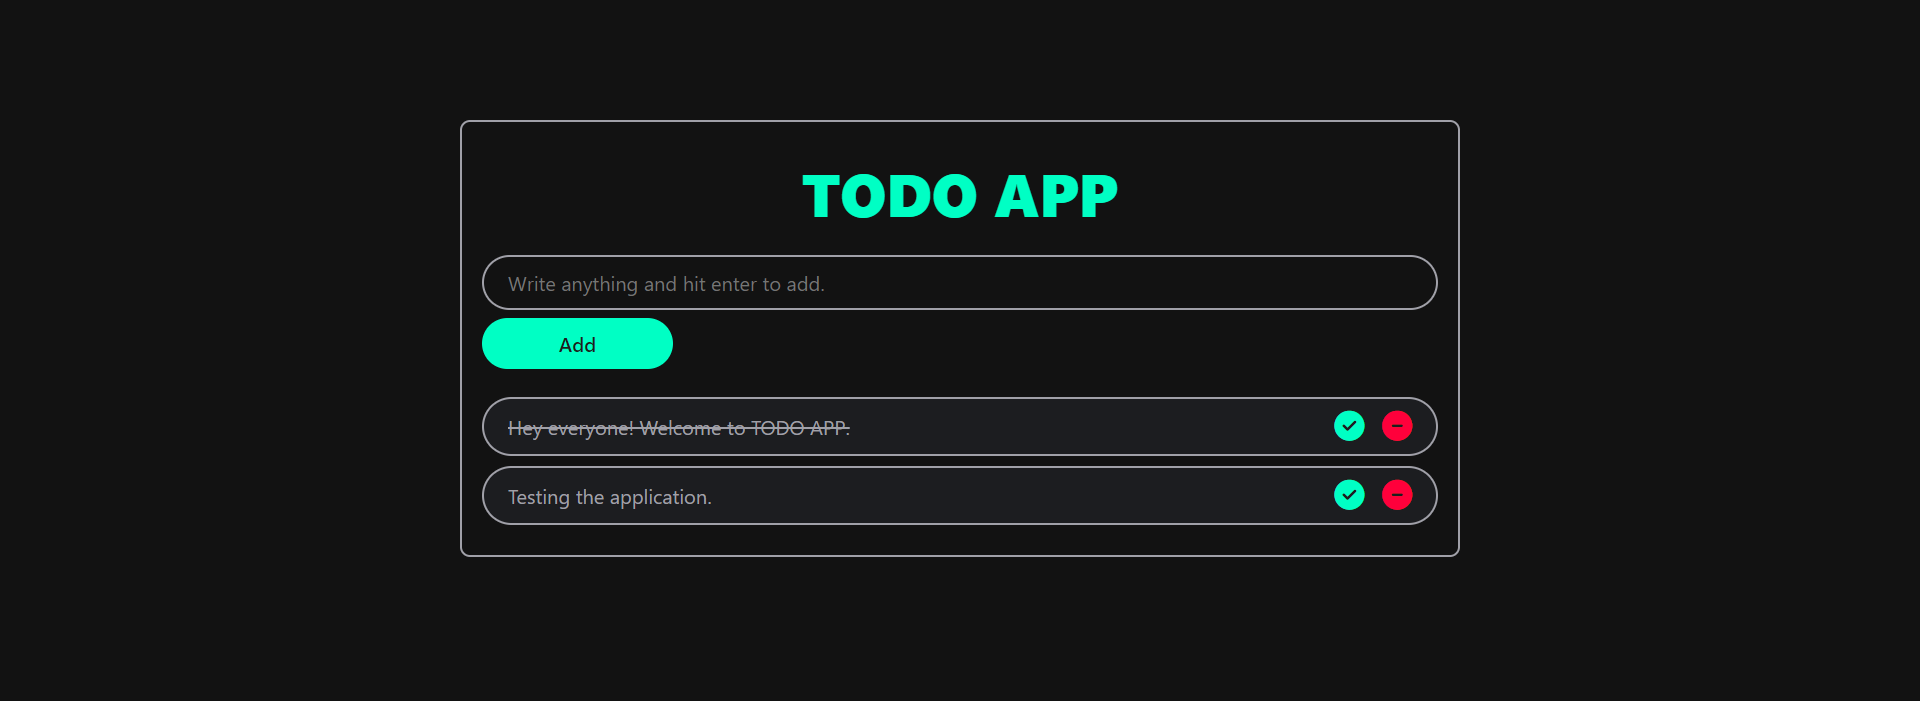 TODO APP
Write anything and hit enter to add.
Add
Hey everyone! Welcome to TODO APP.
Testing the application.